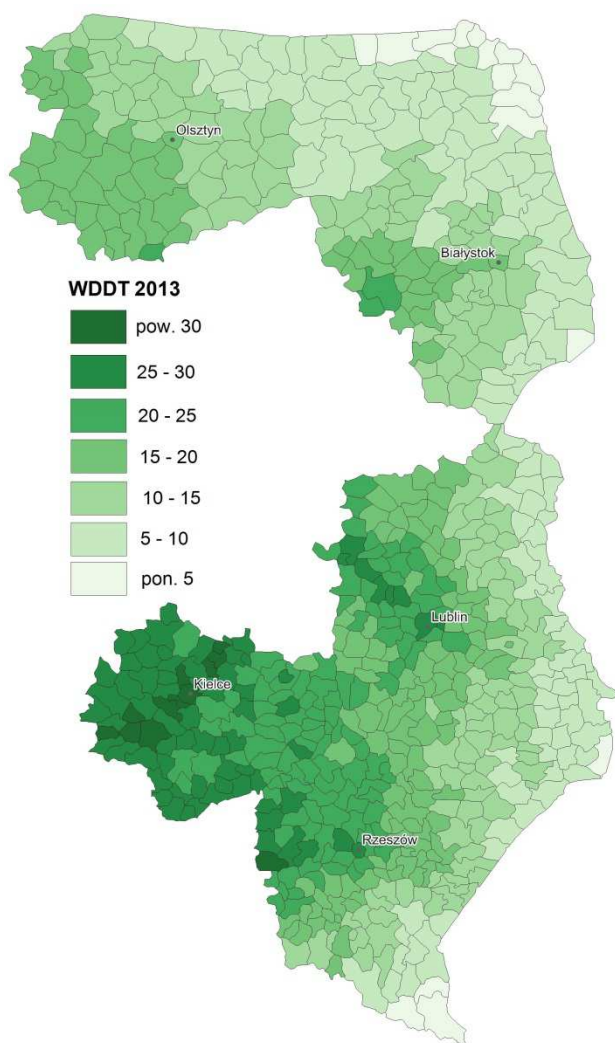 Olsztyn
Białystok
WDDT 2013
pow. 30
25 - 30
20 - 25
15 - 20
10 - 15
5 - 10
pon. 5
Lublin
Kielce
Rzeszów